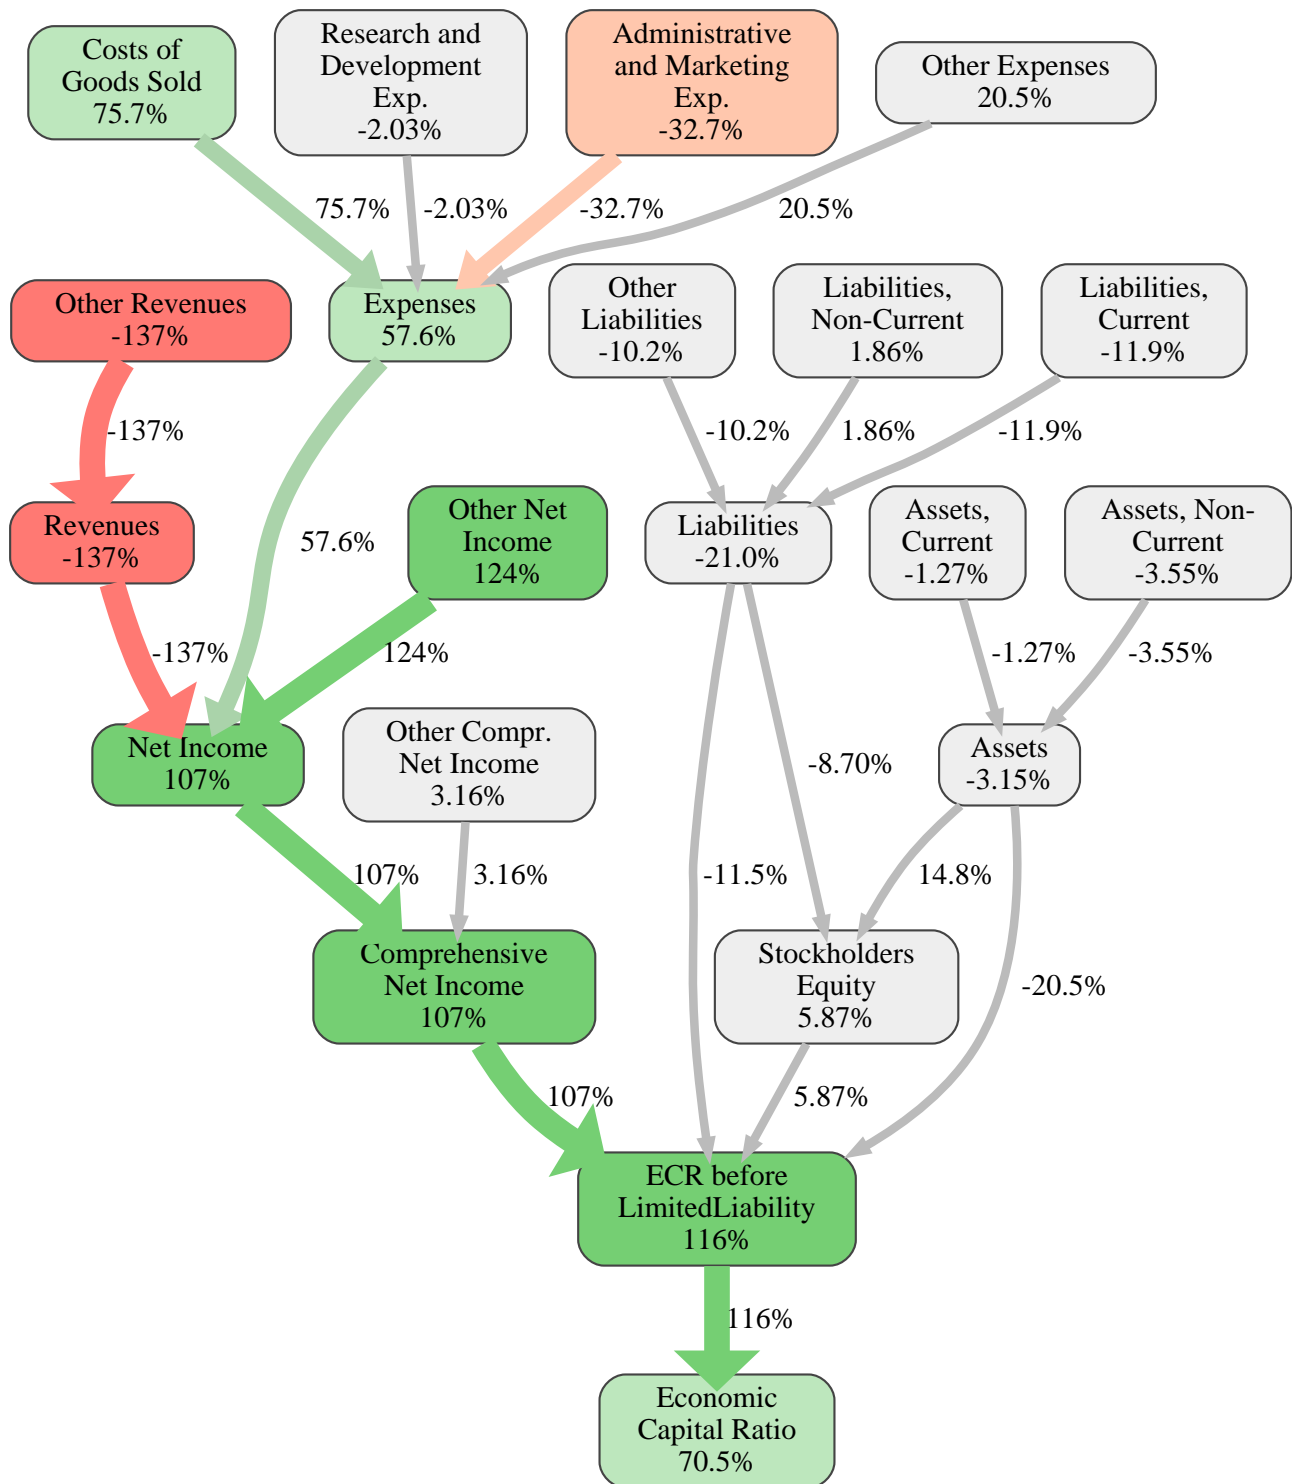 Costs of
Goods Sold
75.7%
Research and
Development
Exp.
-2.03%
Administrative
and Marketing
Exp.
-32.7%
Other Expenses
20.5%
75.7%
-2.03%
-32.7%
20.5%
Other Revenues
-137%
Expenses
57.6%
Other
Liabilities
-10.2%
Liabilities,
Non-Current
1.86%
Liabilities,
Current
-11.9%
-137%
-10.2%
1.86%
-11.9%
Revenues
-137%
57.6%
Other Net
Income
124%
Liabilities
-21.0%
Assets,
Current
-1.27%
Assets, Non-
Current
-3.55%
-137%
124%
-1.27%
-3.55%
Net Income
107%
Other Compr.
Net Income
3.16%
-8.70%
Assets
-3.15%
107%
3.16%
-11.5%
14.8%
Comprehensive
Net Income
107%
Stockholders
Equity
5.87%
-20.5%
107%
5.87%
ECR before
LimitedLiability
116%
116%
Economic
Capital Ratio
70.5%